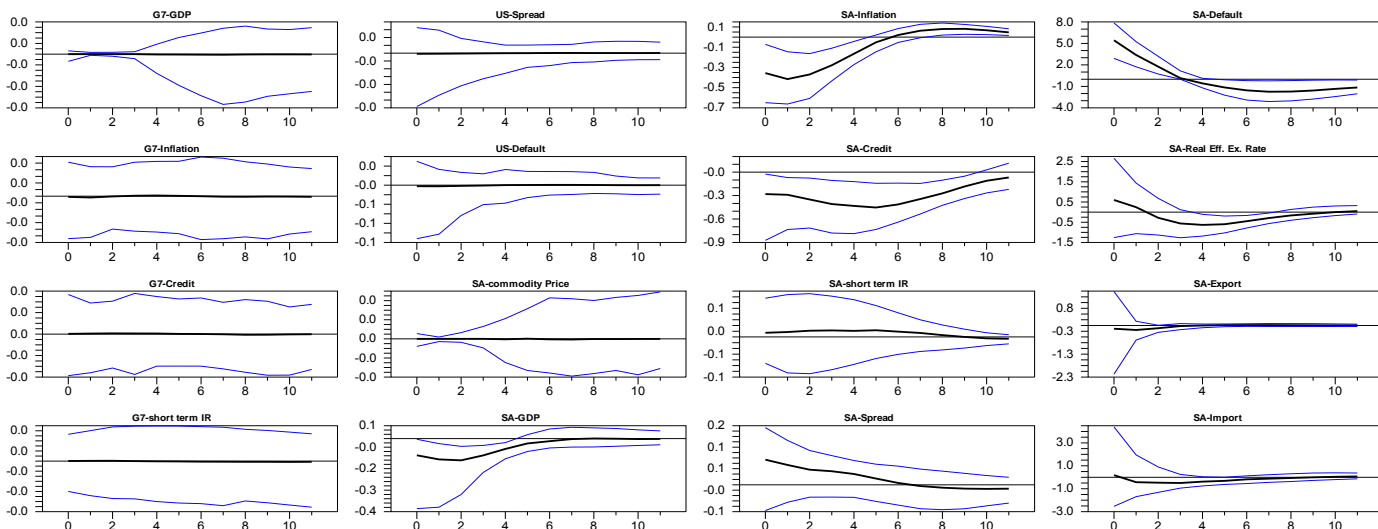 G7-GDP
0.0
0.0
0.0
-0.0
-0.0
0 2 4 6 8 10
US-Spread
0.0
-0.0
-0.0
-0.0
0 2 4 6 8 10
SA-Inflation
0.1
-0.1
-0.3
-0.5
-0.7
0 2 4 6 8 10
SA-Default
8.0
5.0
2.0
-1.0
-4.0
0 2 4 6 8 10
G7-Inflation
0.0
0.0
-0.0
-0.0
0 2 4 6 8 10
US-Default
0.0
-0.0
-0.1
-0.1
0 2 4 6 8 10
SA-Credit
-0.0
-0.3
-0.6
-0.9
0 2 4 6 8 10
SA-Real Eff. Ex. Rate
2.5
0.5
-0.5
-1.5
0 2 4 6 8 10
G7-Credit
0.0
0.0
0.0
-0.0
-0.0
0 2 4 6 8 10
SA-commodity Price
0.0
0.0
0.0
-0.0
-0.0
0 2 4 6 8 10
SA-short term IR
0.1
0.0
-0.1
-0.1
0 2 4 6 8 10
SA-Export
0.8
-0.3
-1.3
-2.3
0 2 4 6 8 10
G7-short term IR
0.0
0.0
-0.0
-0.0
0 2 4 6 8 10
SA-GDP
0.1
-0.0
-0.2
-0.3
-0.4
0 2 4 6 8 10
SA-Spread
0.2
0.1
0.1
-0.0
-0.1
0 2 4 6 8 10
SA-Import
3.0
1.0
-1.0
-3.0
0 2 4 6 8 10